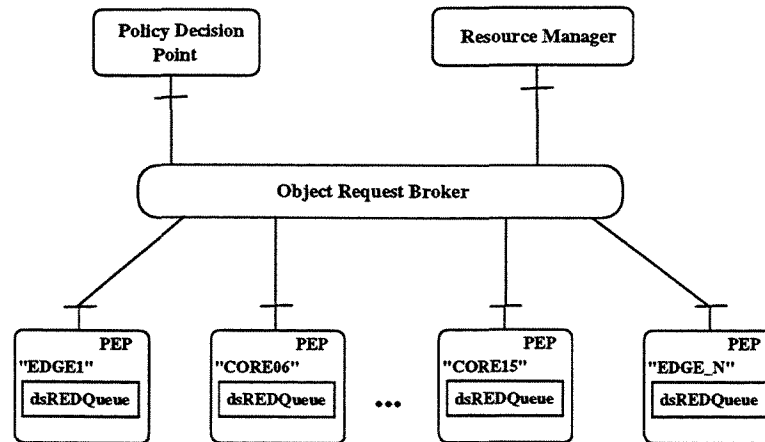 Policy Decision
Point
Resource Manager
Object Request Broker
PEP
"EDGE1"
dsREDQueue
PEP
"CORE06"
dsREDQueue
...
PEP
"CORE15"
dsREDQueue
PEP
"EDGE_N"
dsREDQueue